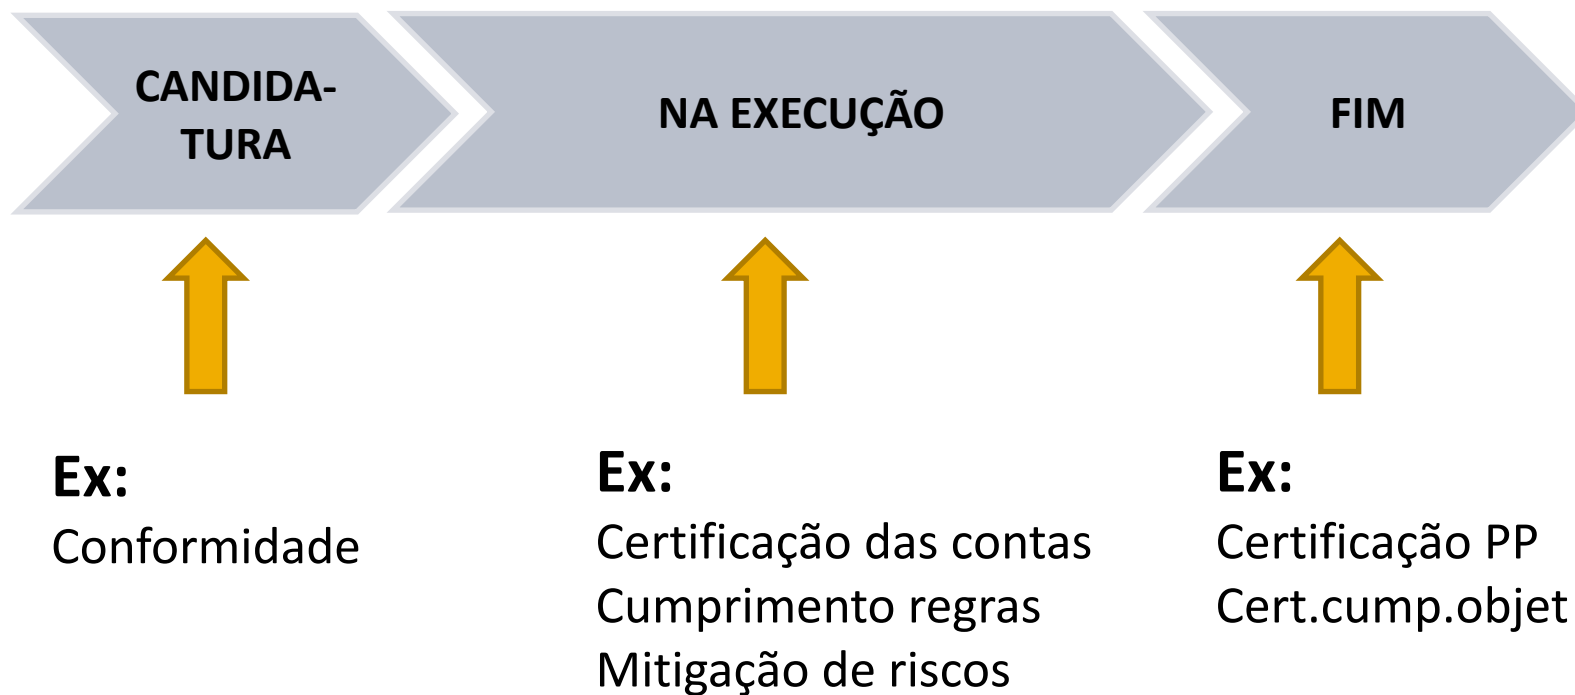 CANDIDA-
TURA
NA EXECUÇÃO
FIM
Ex:
Conformidade
Ex:
Certificação das contas
Cumprimento regras
Mitigação de riscos
Ex:
Certificação PP
Cert.cump.objet